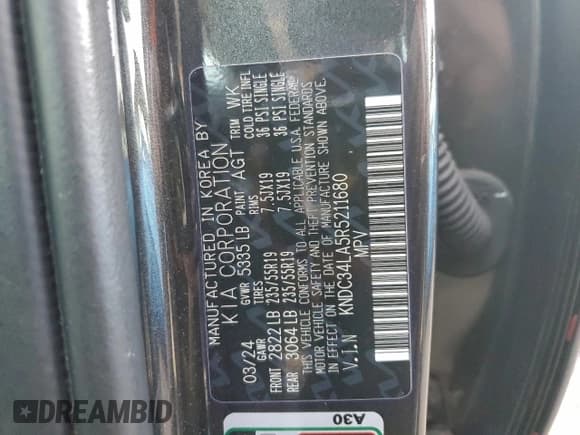 MANUFACTURED IN KOREA BY
KIA CORPORATION
03/24 GVWR 5335 LB PAINT AGT TRIM WK
GAWR TIRES RIMS COLD TIRE INFL
FRONT 2822 LB 235/55R19 7.5JX19 36 PSI SINGLE
REAR 3064 LB 235/55R19 7.5JX19 36 PSI SINGLE
THIS VEHICLE CONFORMS TO ALL APPLICABLE U.S.A. FEDERAL
MOTOR VEHICLE SAFETY AND THEFT PREVENTION STANDARDS
IN EFFECT ON THE DATE OF MANUFACTURE SHOWN ABOVE.
V.I.N KNDC34LA5R5211680
MPV
A30
DREAMBID